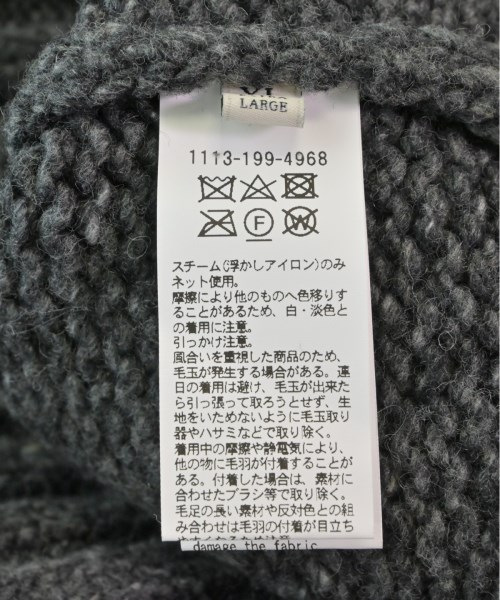 LARGE
1113-199-4968
F
W
スチーム(浮かしアイロン)のみ
ネット使用。
摩擦により他のものへ色移りす
ることがあるため、白・淡色と
の着用に注意。
引っかけ注意。
風合いを重視した商品のため、
毛玉が発生する場合がある。連
日の着用は避け、毛玉が出来た
ら引っ張って取ろうとせず、生
地をいためないように毛玉取り
器やハサミなどで取り除く。
着用中の摩擦や静電気により、
他の物に毛羽が付着することが
ある。付着した場合は、素材に
合わせたブラシ等で取り除く。
毛足の長い素材や反対色との組
み合わせは毛羽の付着が目立ち
damage the fabric